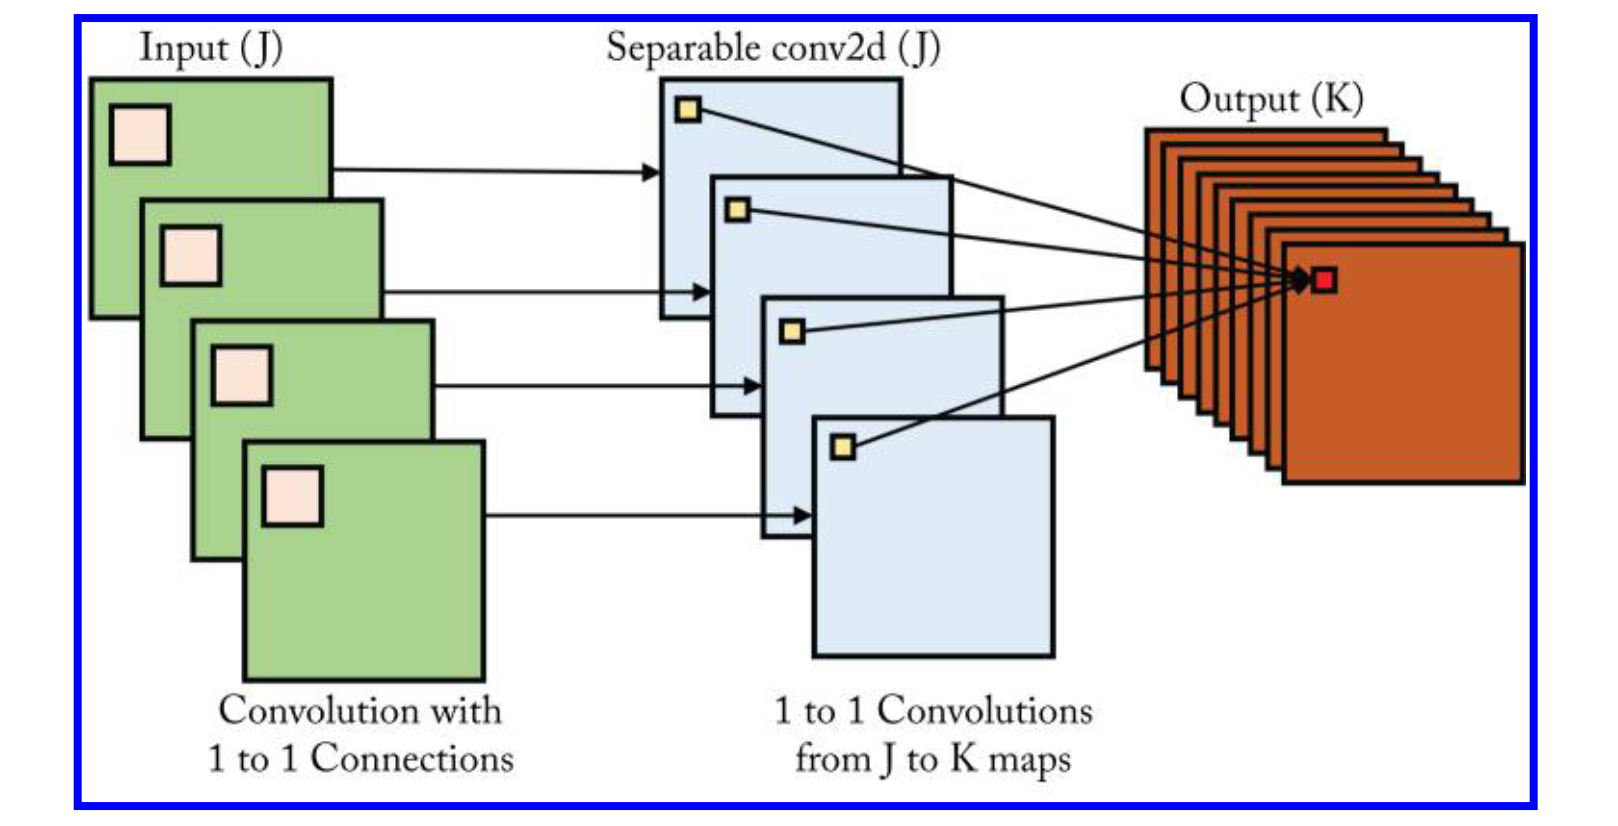 Input (J)
Separable conv2d (J)
Output (K)
Convolution with
1 to 1 Connections
1 to 1 Convolutions
from J to K maps